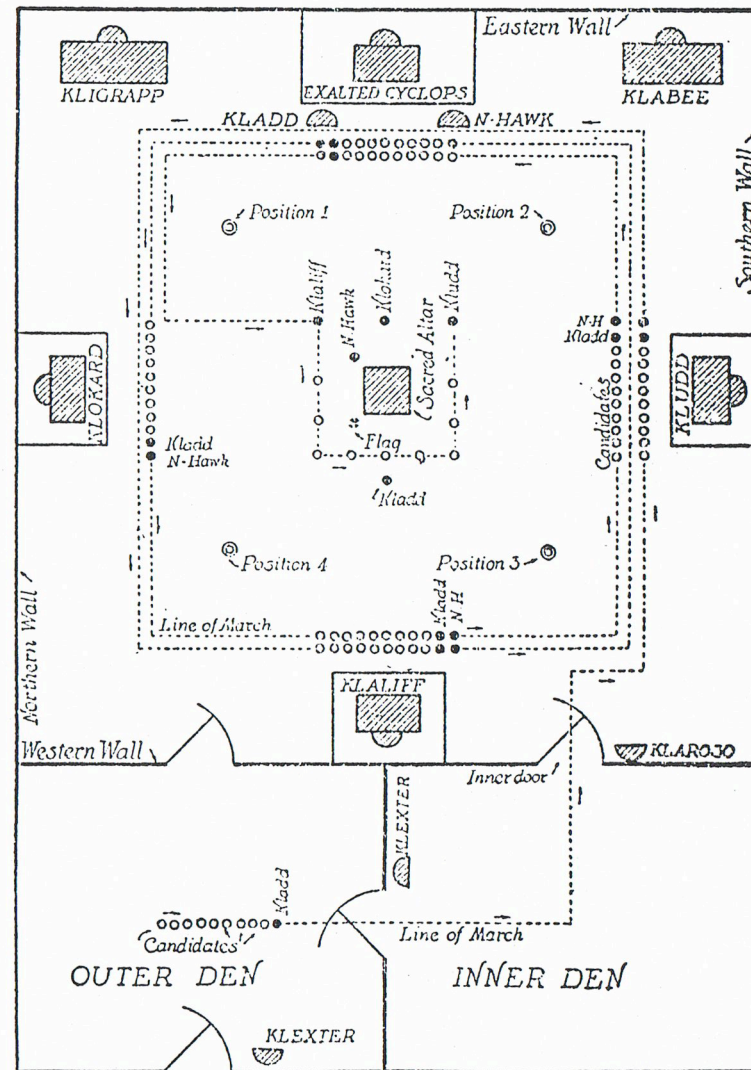 Eastern Wall
KLIGRAPP
EXALTED CYCLOPS
KLABEE
KLADD
N-HAWK
Southern Wall
Position 1
Position 2
Klaliff
N-Hawk
Klokard
Kludd
Sacred Altar
N-H
Kladd
Candidates
KLOKARD
KLUDD
Kladd
N-Hawk
Flag
Kladd
Position 4
Position 3
Line of March
Kladd
N H
Northern Wall
KLALIFF
Western Wall
Inner door
KLAROGO
KLEXTER
Kladd
Candidates
Line of March
OUTER DEN
INNER DEN
KLEXTER